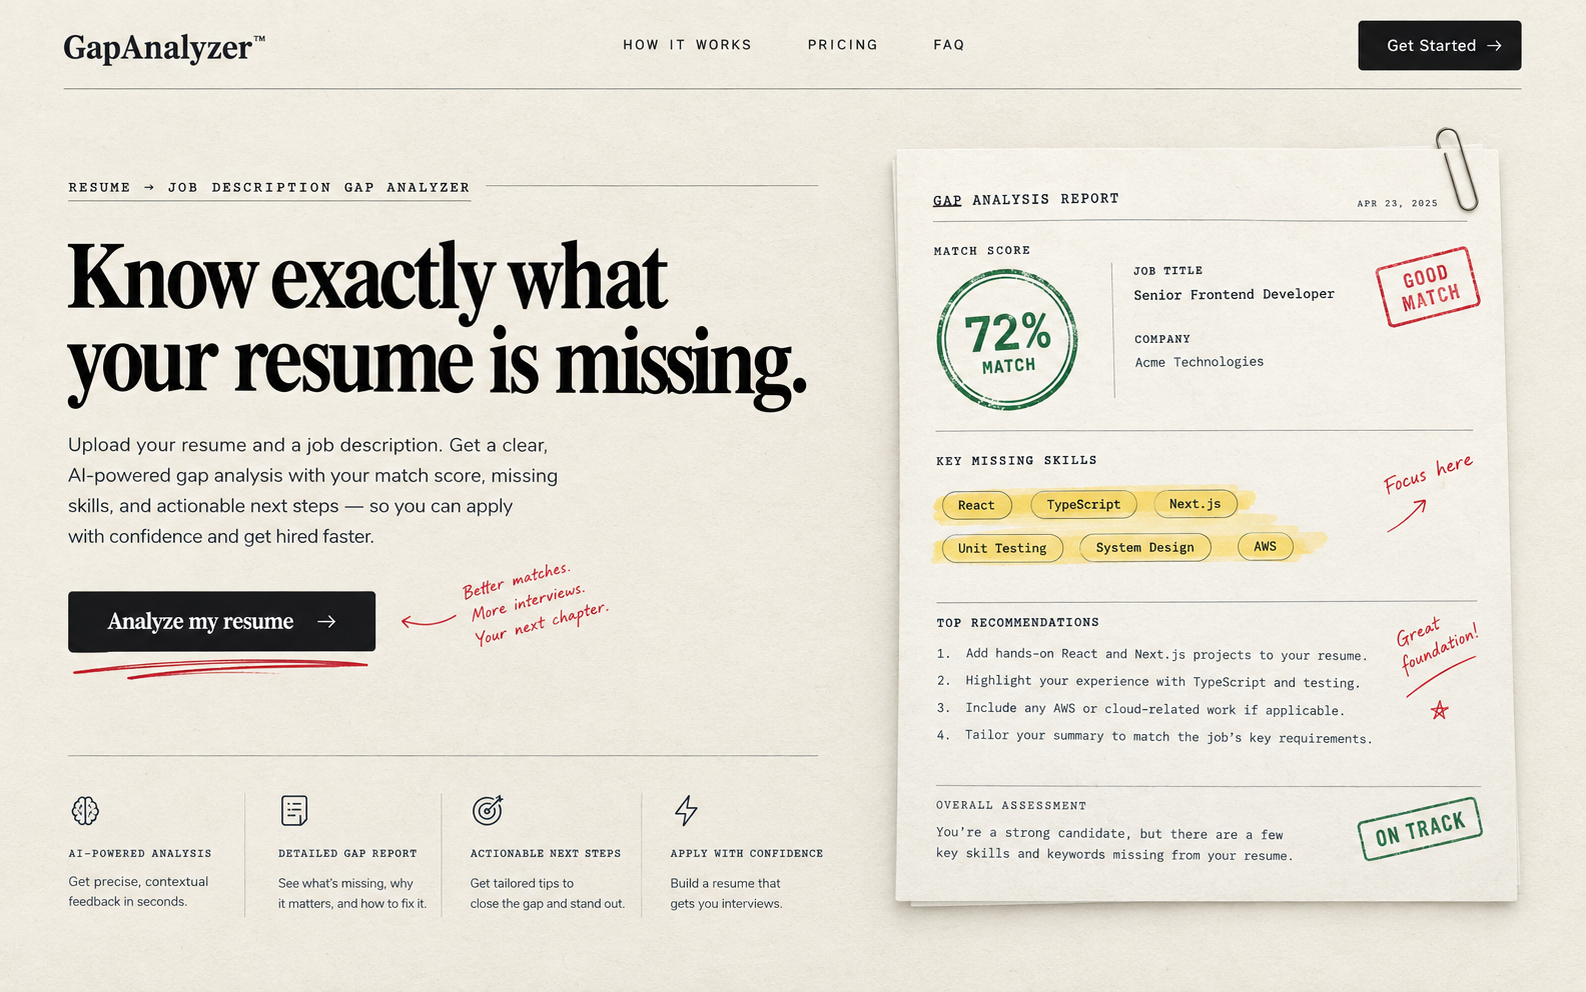 GapAnalyzer™
HOW IT WORKS
PRICING
FAQ
Get Started →
RESUME → JOB DESCRIPTION GAP ANALYZER
Know exactly what
your resume is missing.
Upload your resume and a job description. Get a clear,
AI-powered gap analysis with your match score, missing
skills, and actionable next steps — so you can apply
with confidence and get hired faster.
Analyze my resume →
Better matches.
More interviews.
Your next chapter.
AI-POWERED ANALYSIS
Get precise, contextual
feedback in seconds.
DETAILED GAP REPORT
See what's missing, why
it matters, and how to fix it.
ACTIONABLE NEXT STEPS
Get tailored tips to
close the gap and stand out.
APPLY WITH CONFIDENCE
Build a resume that
gets you interviews.
GAP ANALYSIS REPORT
APR 23, 2025
MATCH SCORE
72%
MATCH
JOB TITLE
Senior Frontend Developer
COMPANY
Acme Technologies
GOOD
MATCH
KEY MISSING SKILLS
React
TypeScript
Next.js
Unit Testing
System Design
AWS
Focus here
TOP RECOMMENDATIONS
1. Add hands-on React and Next.js projects to your resume.
2. Highlight your experience with TypeScript and testing.
3. Include any AWS or cloud-related work if applicable.
4. Tailor your summary to match the job’s key requirements.
Great
foundation!
OVERALL ASSESSMENT
You’re a strong candidate, but there are a few
key skills and keywords missing from your resume.
ON TRACK